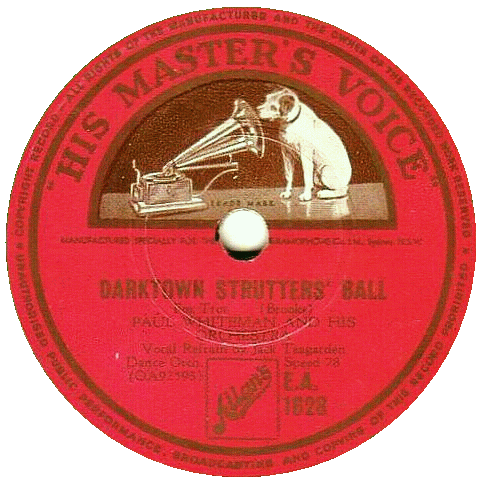 COPYRIGHT RECORD - ALL RIGHTS OF THE MANUFACTURER AND THE OWNER OF THE RECORDED WORK RESERVED
UNAUTHORISED PUBLIC PERFORMANCE, BROADCASTING AND COPYING OF THIS RECORD PROHIBITED
"HIS MASTER'S VOICE"
TRADE MARK
MANUFACTURED SPECIALLY FOR THE GRAMOPHONE CO. LTD., Sydney, N.S.W.
DARKTOWN STRUTTERS' BALL
Fox Trot (Brooks)
PAUL WHITEMAN AND HIS
ORCHESTRA
Vocal Refrain by Jack Teagarden
Dance Orch. Speed 78
E.A.
1628